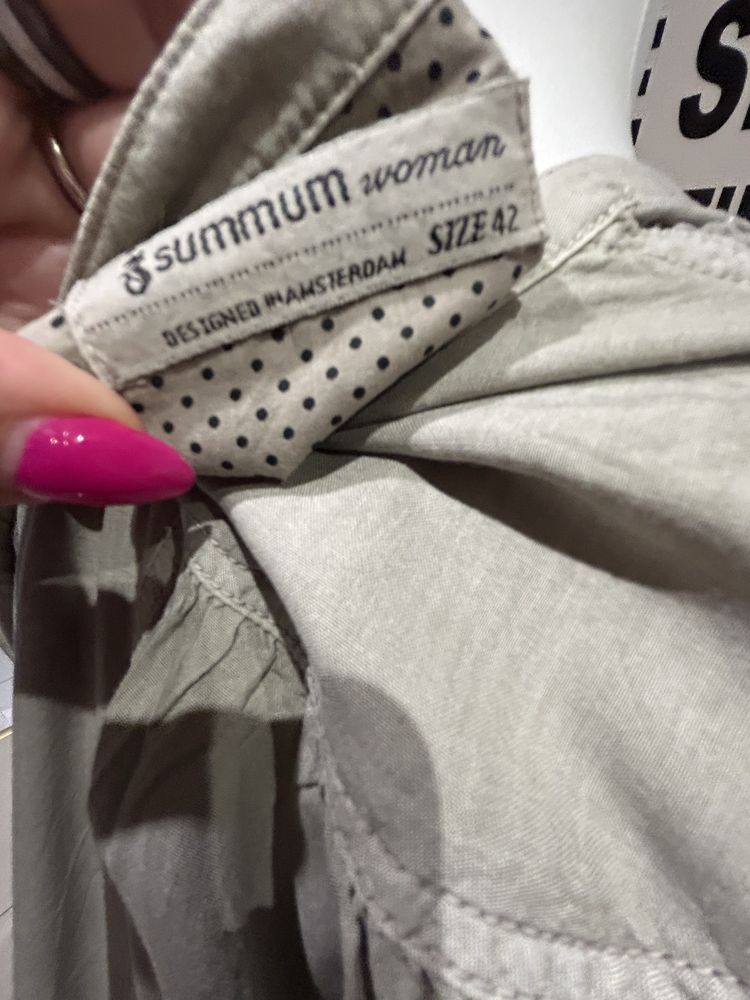 summum woman
SIZE 42
DESIGNED IN AMSTERDAM